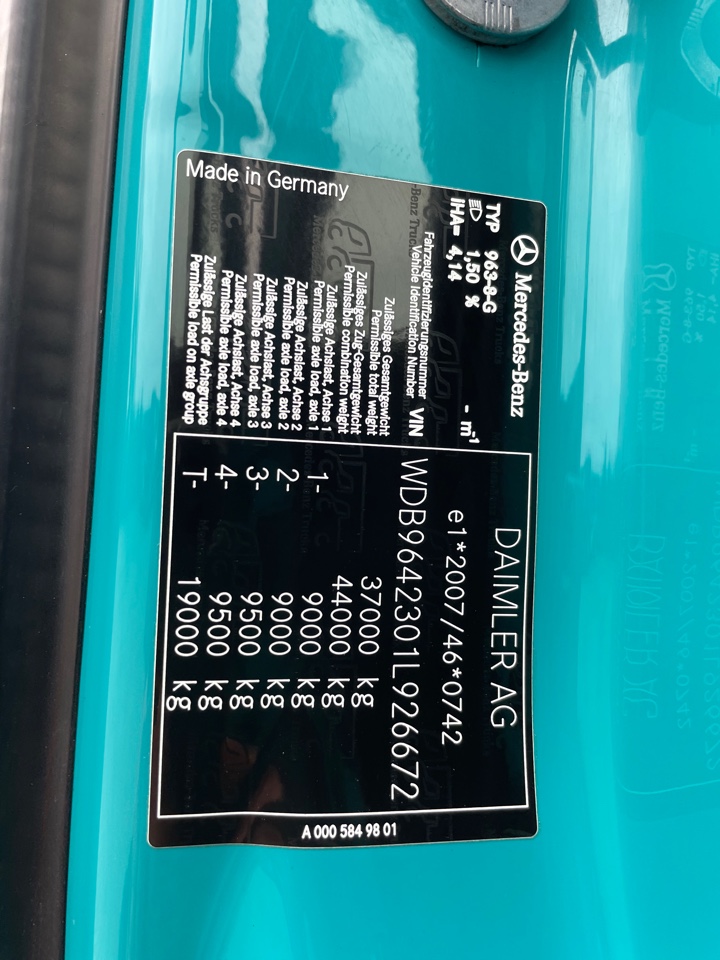 Mercedes-Benz
TYP 963-8-G
1,50 % - m⁻¹
IHA= 4,14
DAIMLER AG
e1*2007/46*0742
Fahrzeugidentifizierungsnummer
Vehicle Identification Number VIN WDB9642301L926672
Zulässiges Gesamtgewicht
Permissible total weight 37000 kg
Zulässiges Zug-Gesamtgewicht
Permissible combination weight 44000 kg
Zulässige Achslast, Achse 1
Permissible axle load, axle 1 1- 9000 kg
Zulässige Achslast, Achse 2
Permissible axle load, axle 2 2- 9000 kg
Zulässige Achslast, Achse 3
Permissible axle load, axle 3 3- 9500 kg
Zulässige Achslast, Achse 4
Permissible axle load, axle 4 4- 9500 kg
Zulässige Last der Achsgruppe
Permissible load on axle group T- 19000 kg
Made in Germany
A 000 584 98 01